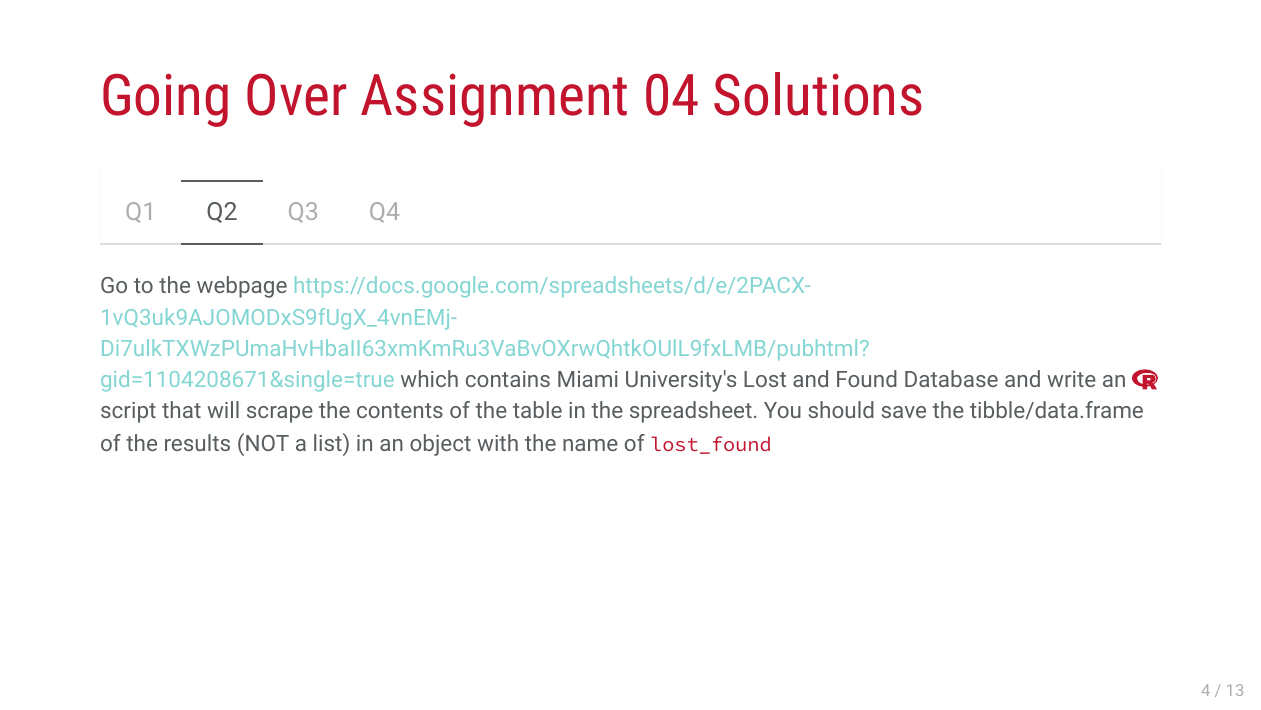 Going Over Assignment 04 Solutions
Q1 Q2 Q3 Q4
Go to the webpage https://docs.google.com/spreadsheets/d/e/2PACX-
1vQ3uk9AJOMODxS9fUgX_4vnEMj-
Di7ulkTXWzPUmaHvHbaII63xmKmRu3VaBvOXrwQhtkOUlL9fxLMB/pubhtml?
gid=1104208671&single=true which contains Miami University's Lost and Found Database and write an R
script that will scrape the contents of the table in the spreadsheet. You should save the tibble/data.frame
of the results (NOT a list) in an object with the name of lost_found
4 / 13